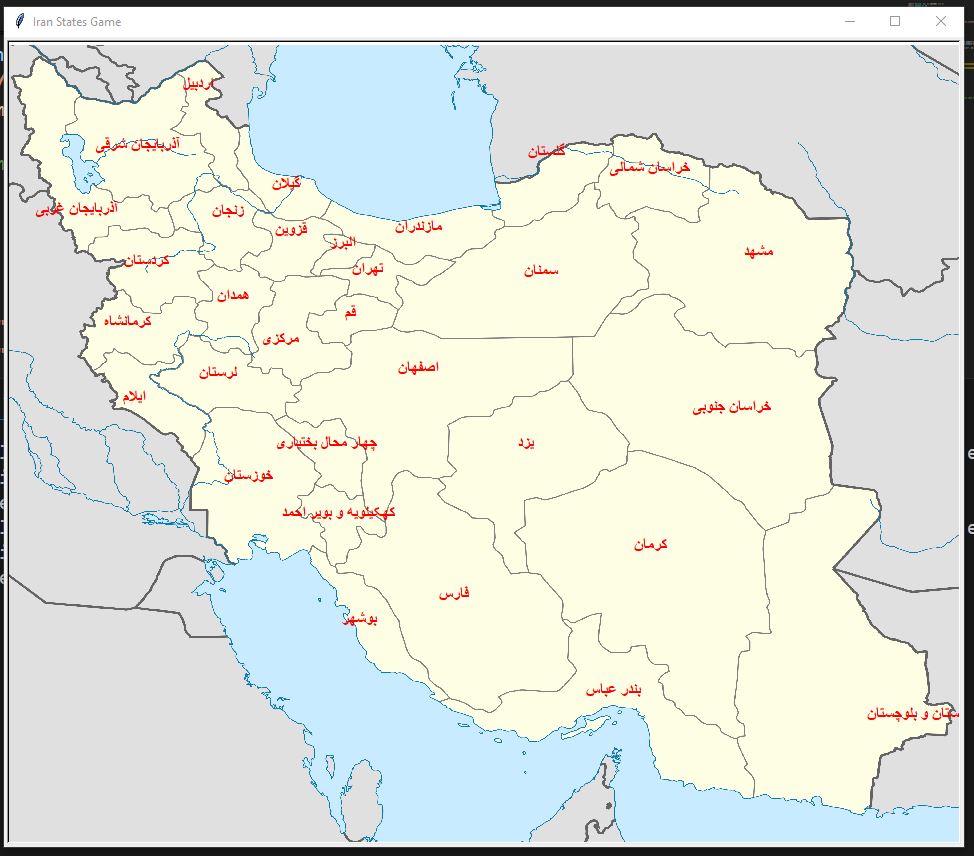 Iran States Game
اردبیل
آذربایجان شرقی
گلستان
خراسان شمالی
گیلان
آذربایجان غربی
زنجان
مازندران
قزوین
البرز
مشهد
کردستان
تهران
سمنان
همدان
قم
کرمانشاه
مرکزی
اصفهان
لرستان
ایلام
خراسان جنوبی
چهار محال بختیاری
یزد
خوزستان
کهکیلویه و بویر احمد
کرمان
فارس
بوشهر
بندر عباس
ستان و بلوچستان